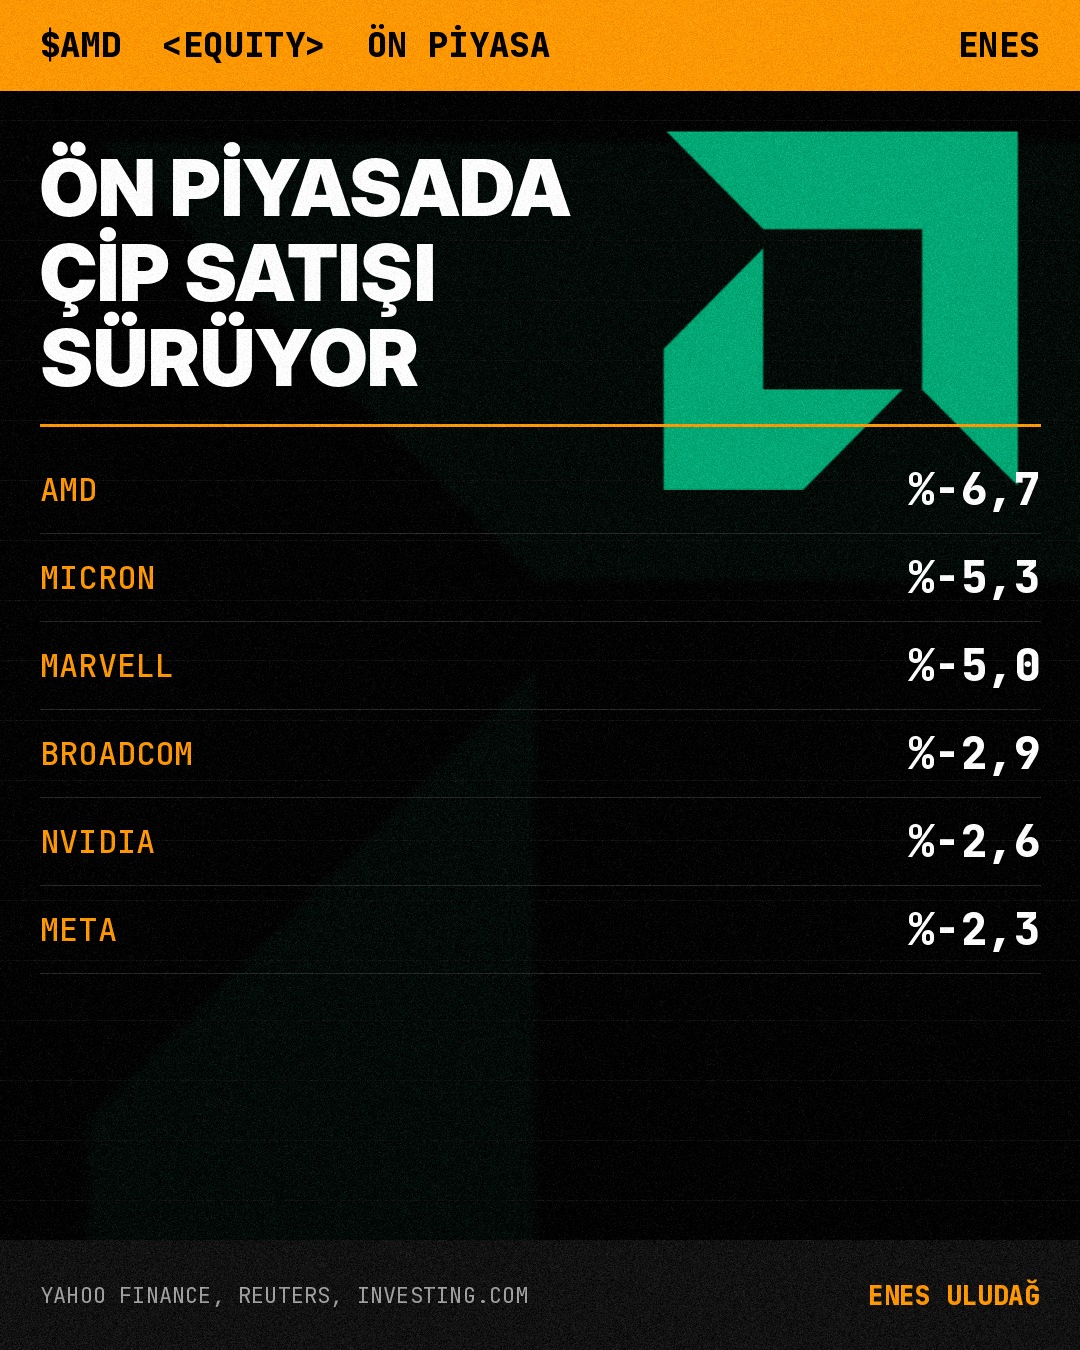 $AMD <EQUITY> ÖN PİYASA ENES
ÖN PİYASADA
ÇİP SATIŞI
SÜRÜYOR
AMD %-6,7
MICRON %-5,3
MARVELL %-5,0
BROADCOM %-2,9
NVIDIA %-2,6
META %-2,3
YAHOO FINANCE, REUTERS, INVESTING.COM ENES ULUDAĞ